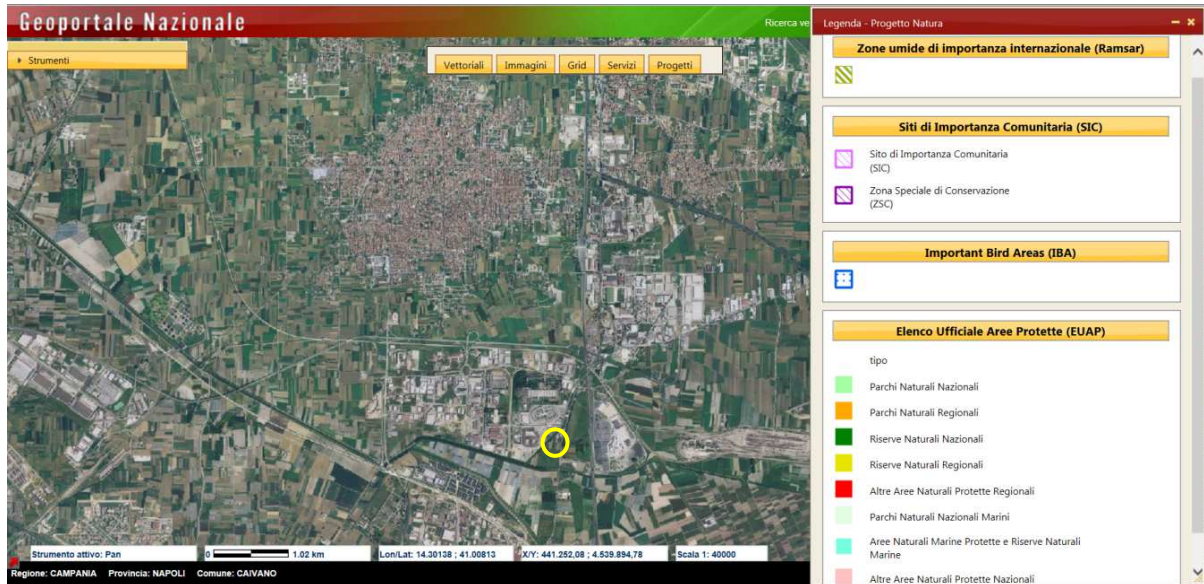 Geoportale Nazionale
Ricerca ve
Strumenti
Vettoriali Immagini Grid Servizi Progetti
Strumento attivo: Pan
0 1.02 km
Lon/Lat: 14.30138 ; 41.00813
X/Y: 441.252,08 ; 4.539.894,78
Scala 1: 40000
Regione: CAMPANIA Provincia: NAPOLI Comune: CAIVANO
Legenda - Progetto Natura
Zone umide di importanza internazionale (Ramsar)
Siti di Importanza Comunitaria (SIC)
Sito di Importanza Comunitaria
(SIC)
Zona Speciale di Conservazione
(ZSC)
Important Bird Areas (IBA)
Elenco Ufficiale Aree Protette (EUAP)
tipo
Parchi Naturali Nazionali
Parchi Naturali Regionali
Riserve Naturali Nazionali
Riserve Naturali Regionali
Altre Aree Naturali Protette Regionali
Parchi Naturali Nazionali Marini
Aree Naturali Marine Protette e Riserve Naturali
Marine
Altre Aree Naturali Protette Nazionali